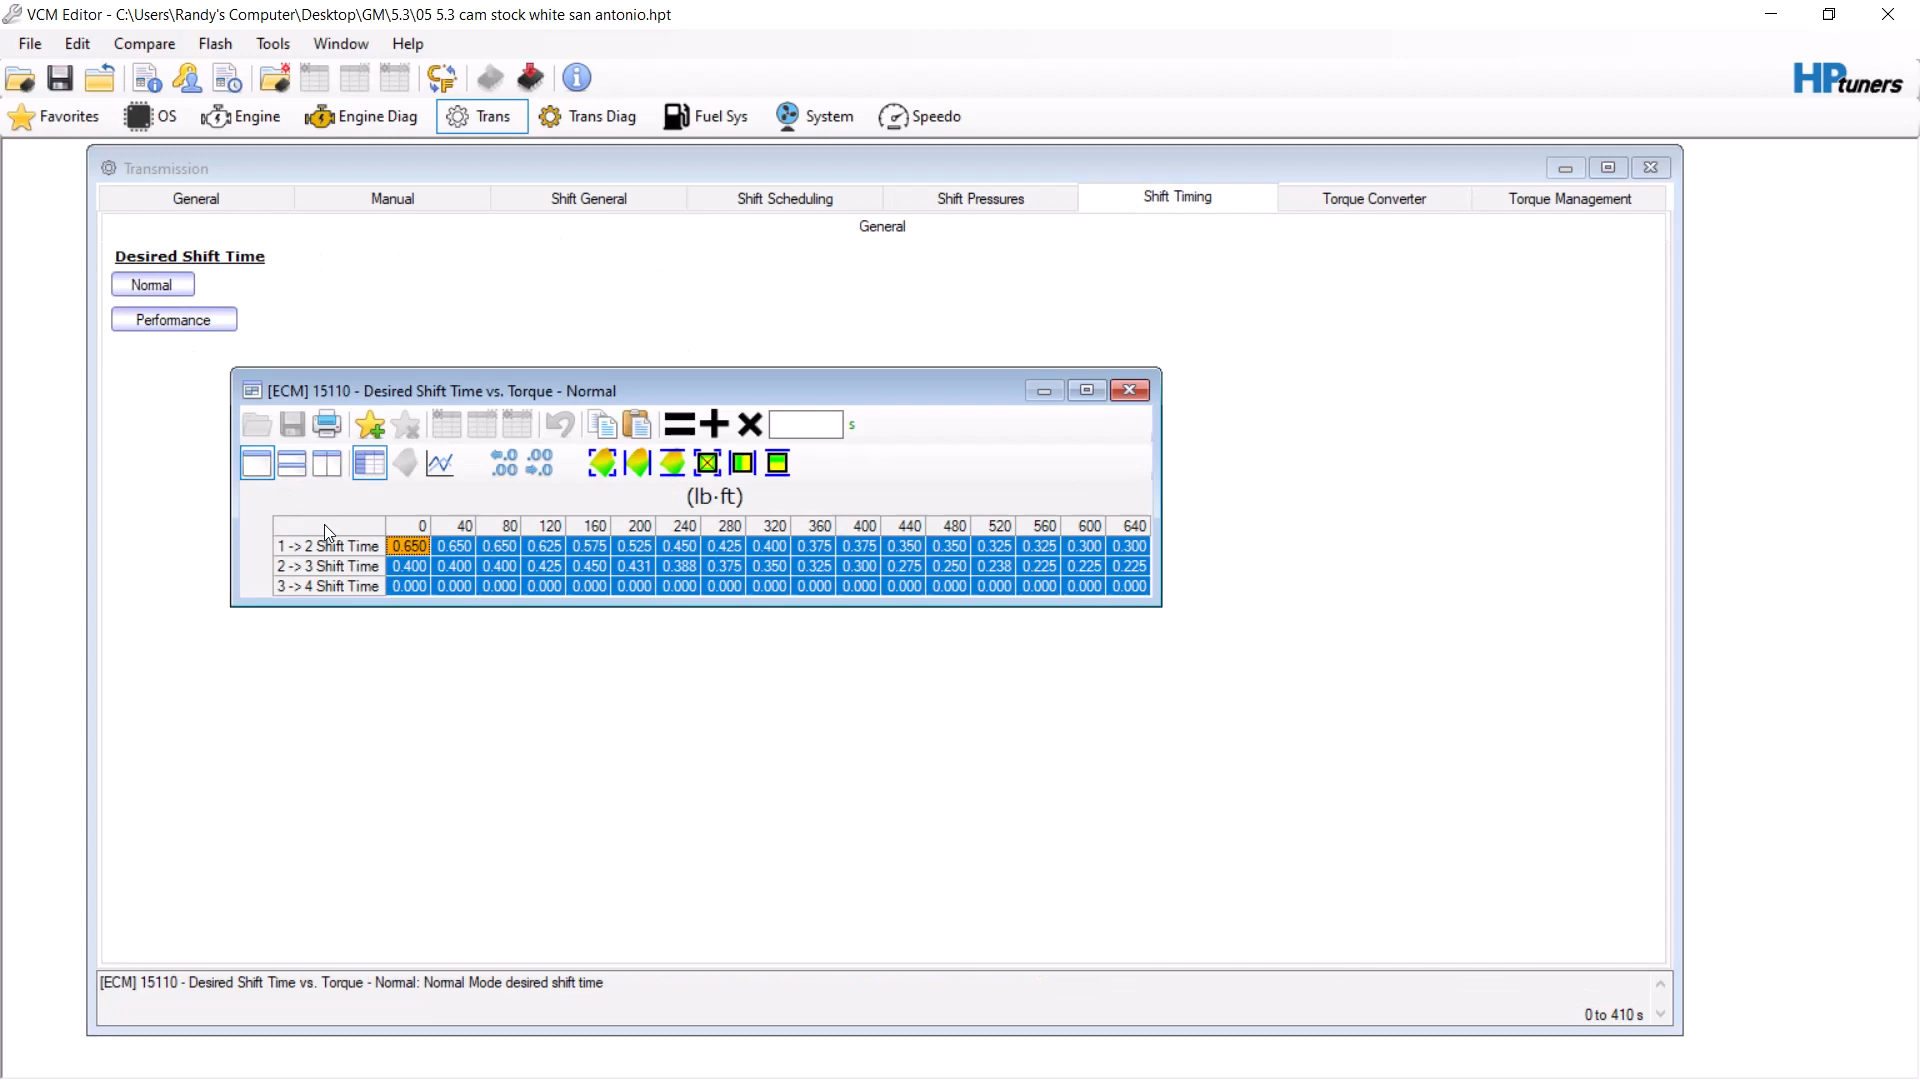 VCM Editor - C:\Users\Randy's Computer\Desktop\GM\5.3\05 5.3 cam stock white san antonio.hpt
File Edit Compare Flash Tools Window Help
HPtuners
Favorites OS Engine Engine Diag Trans Trans Diag Fuel Sys System Speedo
Transmission
General Manual Shift General Shift Scheduling Shift Pressures Shift Timing Torque Converter Torque Management
General
Desired Shift Time
Normal
Performance
[ECM] 15110 - Desired Shift Time vs. Torque - Normal
s
.0 .00
.00 .0
(lb·ft)
0 40 80 120 160 200 240 280 320 360 400 440 480 520 560 600 640
1 -> 2 Shift Time 0.650 0.650 0.650 0.625 0.575 0.525 0.450 0.425 0.400 0.375 0.375 0.350 0.350 0.325 0.325 0.300 0.300
2 -> 3 Shift Time 0.400 0.400 0.400 0.425 0.450 0.431 0.388 0.375 0.350 0.325 0.300 0.275 0.250 0.238 0.225 0.225 0.225
3 -> 4 Shift Time 0.000 0.000 0.000 0.000 0.000 0.000 0.000 0.000 0.000 0.000 0.000 0.000 0.000 0.000 0.000 0.000 0.000
[ECM] 15110 - Desired Shift Time vs. Torque - Normal: Normal Mode desired shift time
0 to 410 s